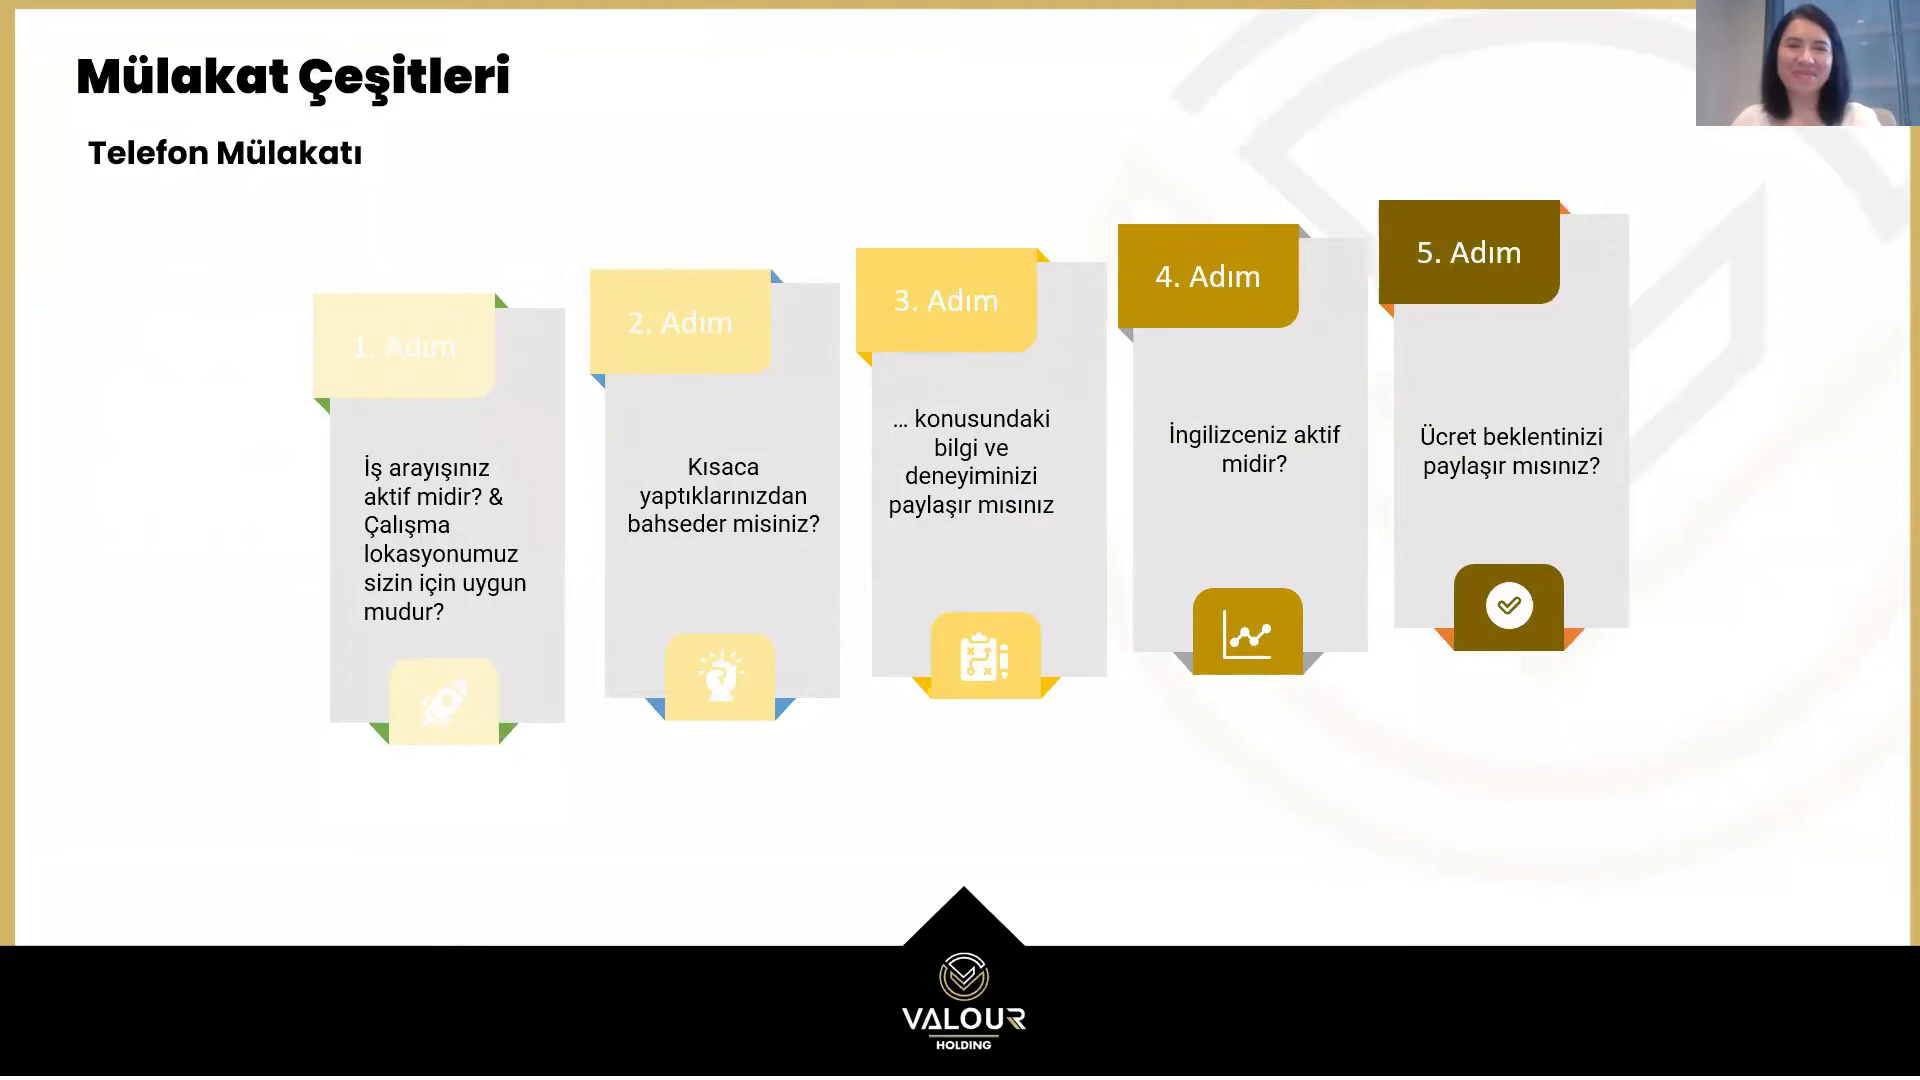 Mülakat Çeşitleri
Telefon Mülakatı
1. Adım
İş arayışınız
aktif midir? &
Çalışma
lokasyonumuz
sizin için uygun
mudur?
2. Adım
Kısaca
yaptıklarınızdan
bahseder misiniz?
3. Adım
... konusundaki
bilgi ve
deneyiminizi
paylaşır mısınız
4. Adım
İngilizceniz aktif
midir?
5. Adım
Ücret beklentinizi
paylaşır mısınız?
VALOUR
HOLDING